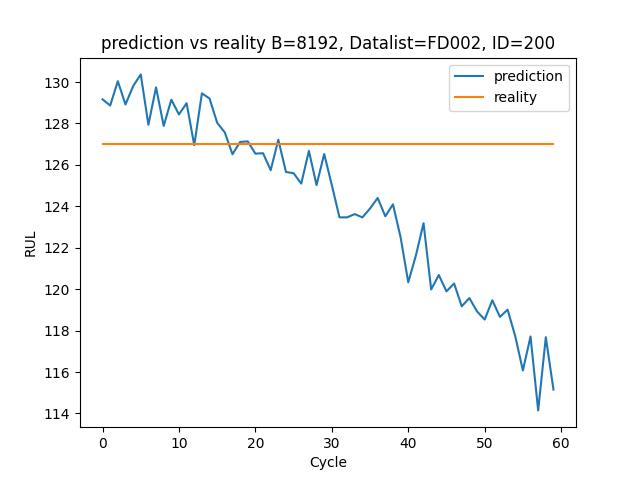 prediction vs reality B=8192, Datalist=FD002, ID=200
prediction
reality
RUL
130
128
126
124
122
120
118
116
114
0 10 20 30 40 50 60
Cycle